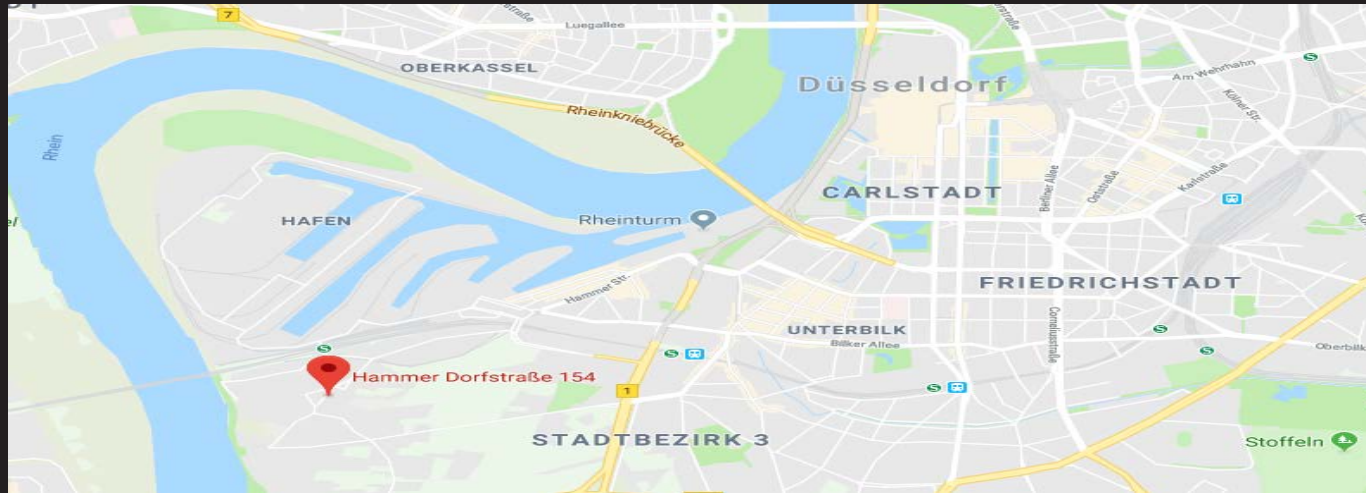 7
Luegallee
OBERKASSEL
Düsseldorf
Am Wehrhahn
Kölner Str.
Rheinkniebrücke
Rhein
CARLSTADT
Berliner Allee
Oststraße
Karlstraße
HAFEN
Rheinturm
Hammer Str.
FRIEDRICHSTADT
UNTERBILK
Bilker Allee
Corneliusstraße
Oberbilk
Hammer Dorfstraße 154
1
STADTBEZIRK 3
Stoffeln